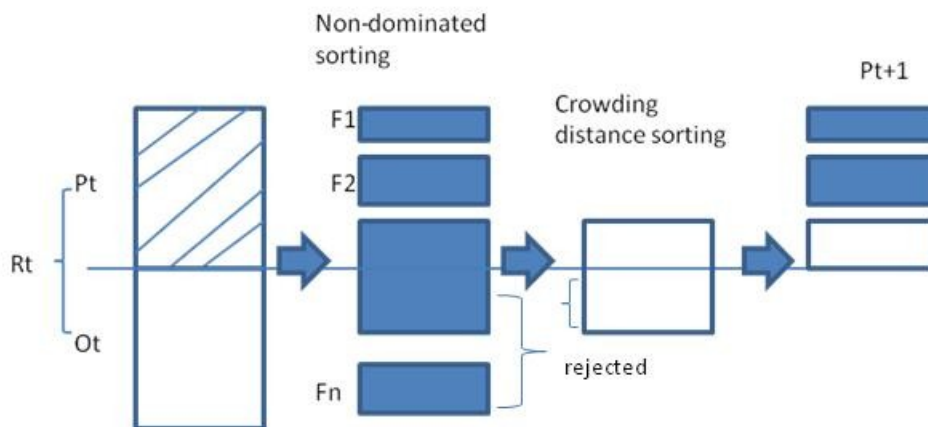 Non-dominated
sorting
Pt+1
F1
Crowding
distance sorting
Pt
F2
Rt
Ot
rejected
Fn